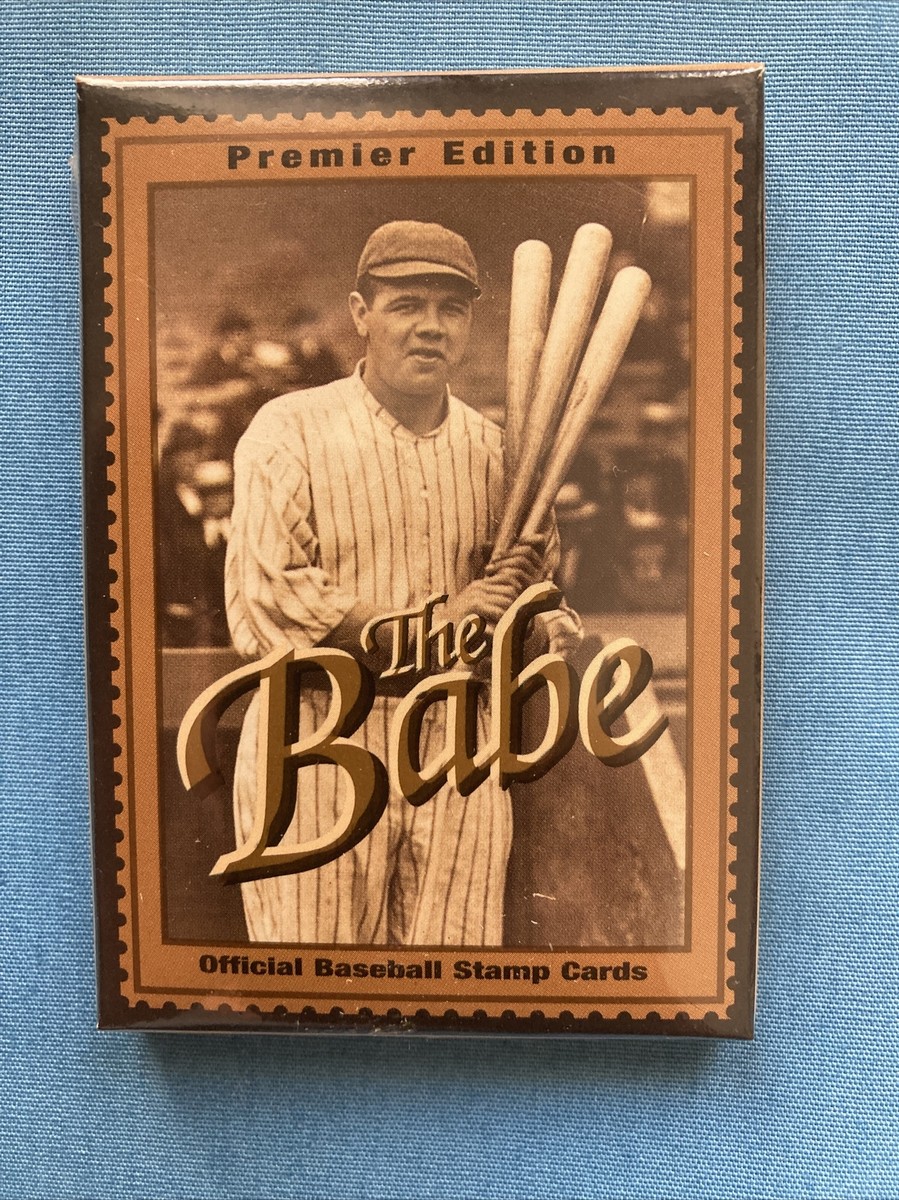 Premier Edition
The
Babe
Official Baseball Stamp Cards